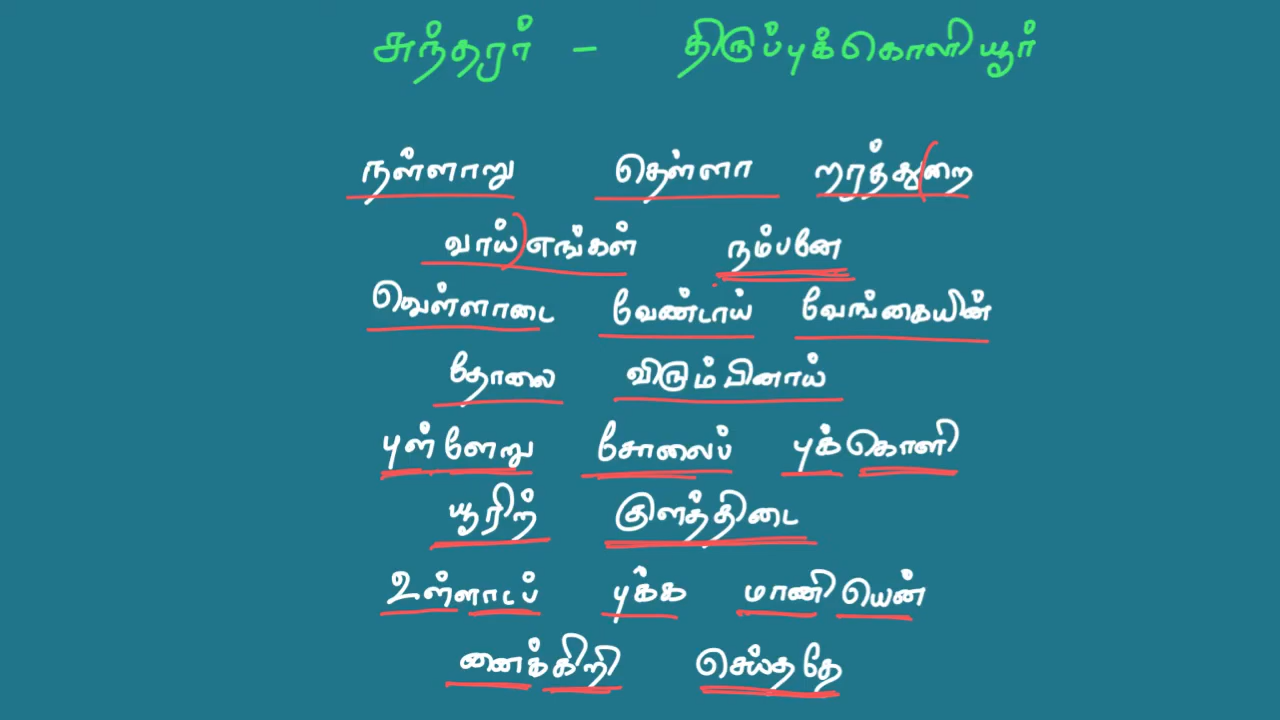 சுந்தரர் - திருப்புக்கொளியூர்
நள்ளாறு தெள்ளா றரத்துறை
வாய் எங்கள் நம்பனே
வெள்ளாடை வேண்டாய் வேங்கையின்
தோலை விரும்பினாய்
புள்ளேறு சோலைப் புக்கொளி
யூரிற் குளத்திடை
உள்ளாடப் புக்க மாணியென்
னைக்கிறி செய்ததே